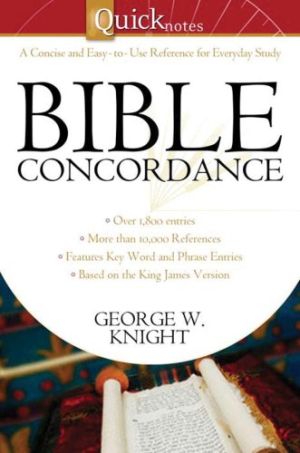 Quicknotes
A Concise and Easy-to-Use Reference for Everyday Study
BIBLE
CONCORDANCE
Over 1,800 entries
More than 10,000 References
Features Key Word and Phrase Entries
Based on the King James Version
GEORGE W.
KNIGHT